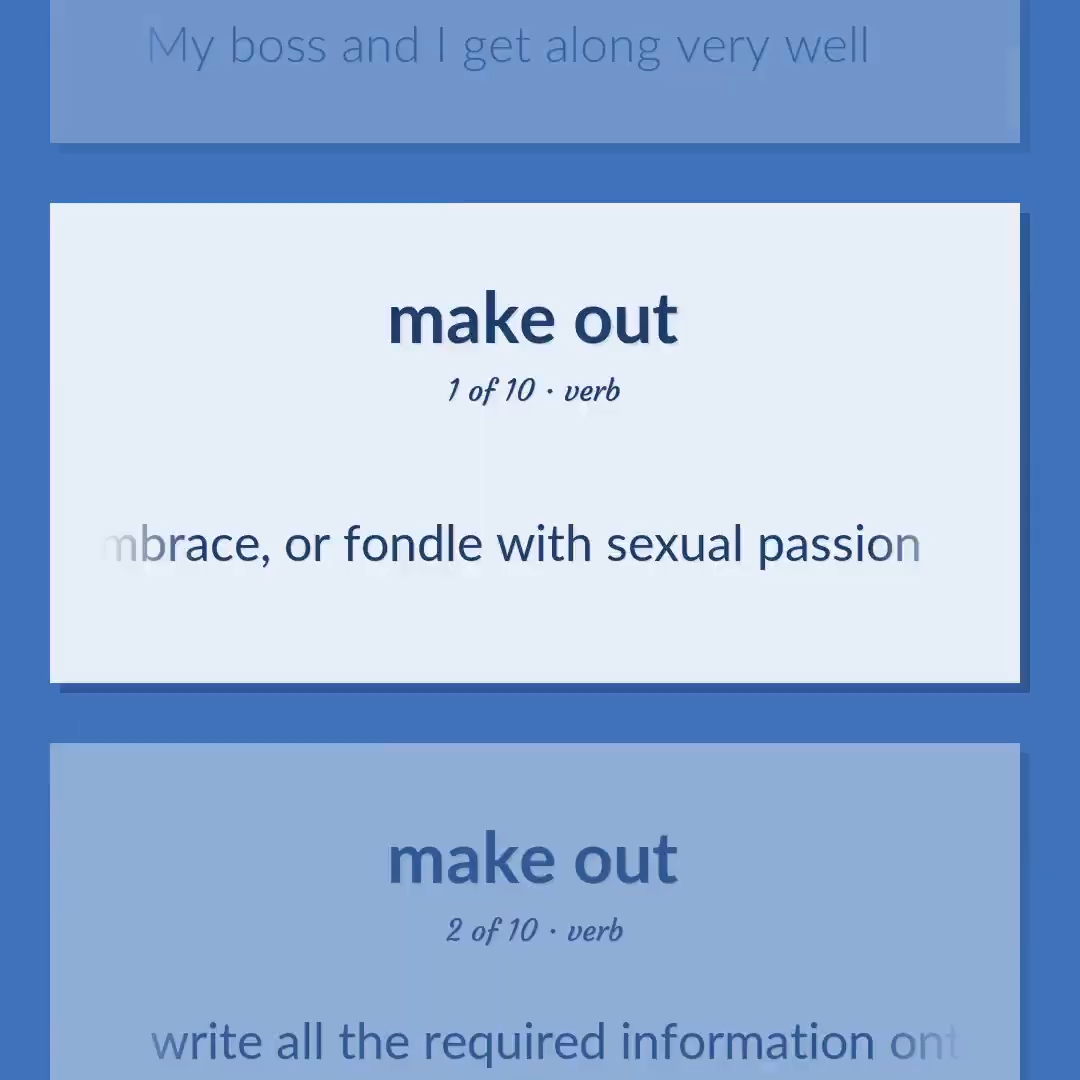 My boss and I get along very well
make out
1 of 10 · verb
mbrace, or fondle with sexual passion
make out
2 of 10 · verb
write all the required information ont